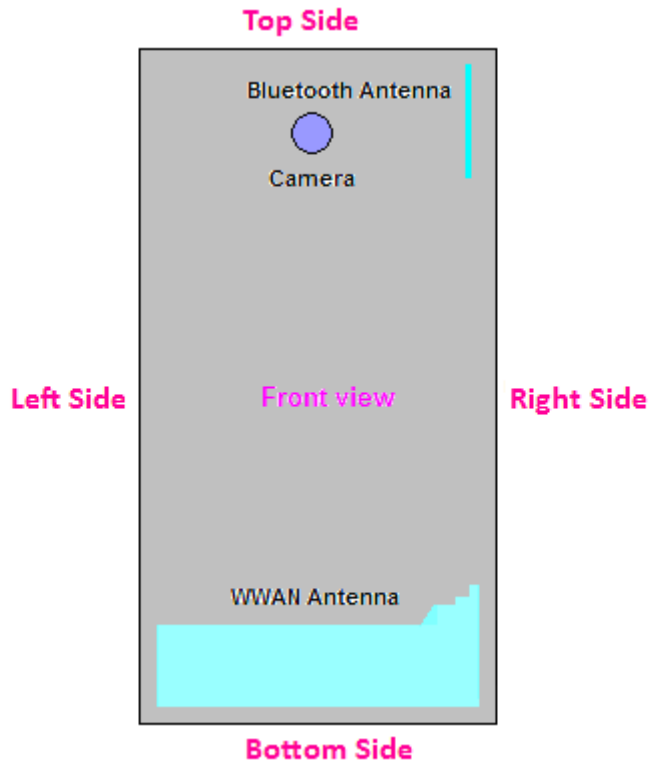 Top Side
Bluetooth Antenna
Camera
Left Side
Front view
Right Side
WWAN Antenna
Bottom Side